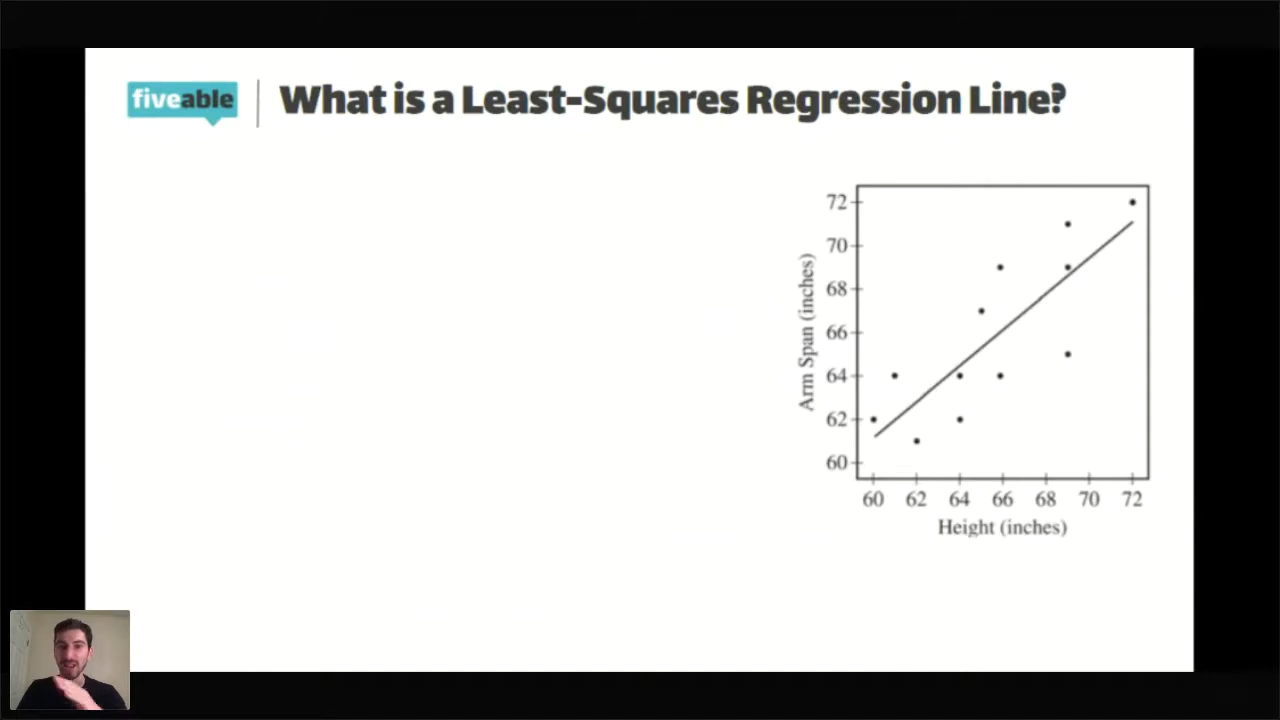 fiveable
What is a Least-Squares Regression Line?
72
70
68
66
64
62
60
Arm Span (inches)
60 62 64 66 68 70 72
Height (inches)